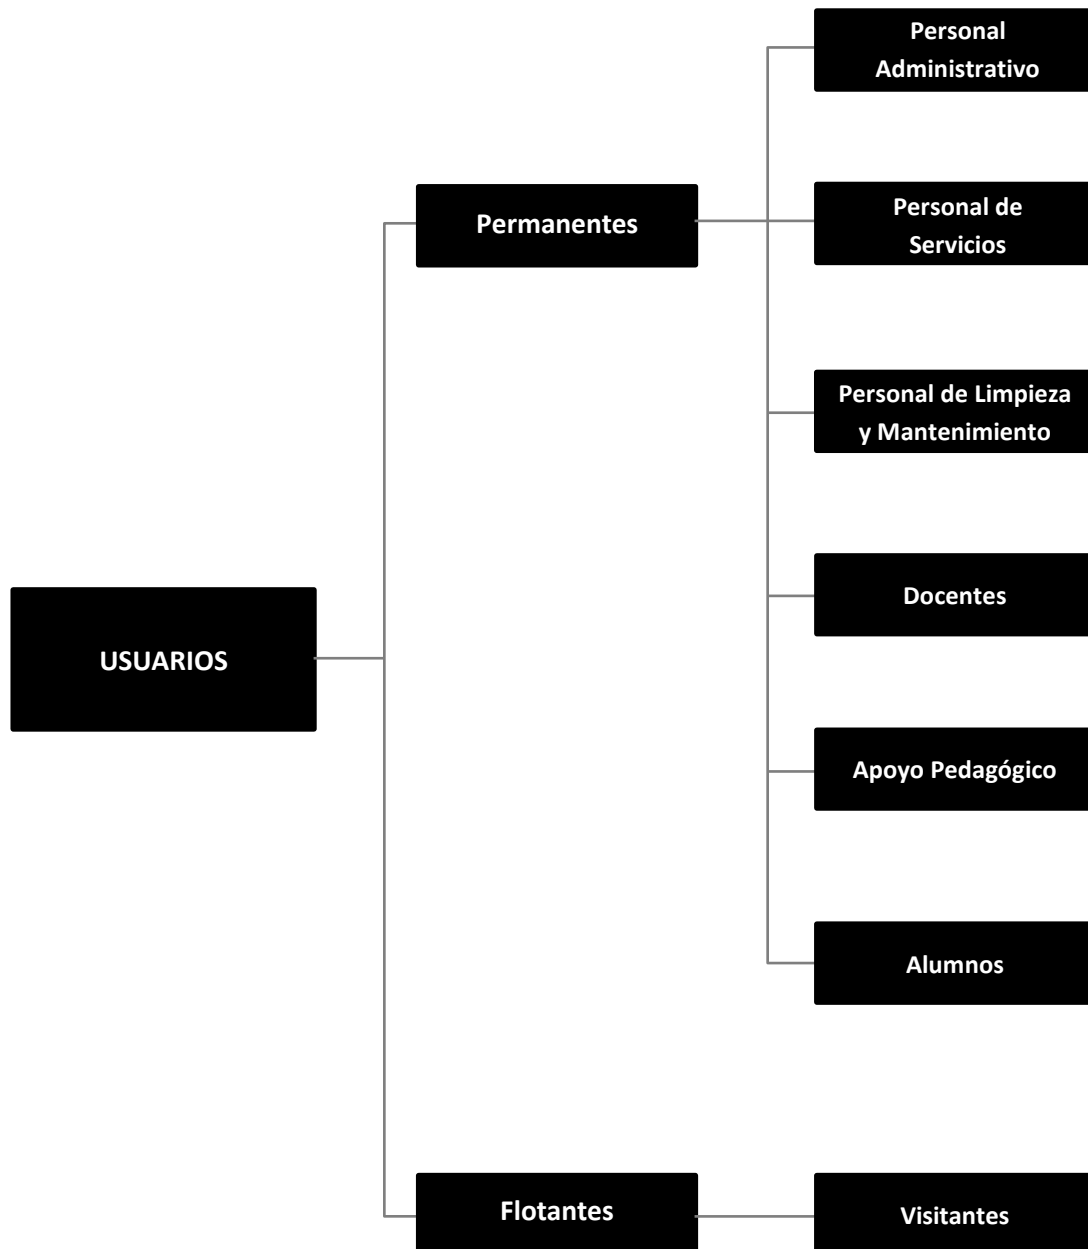 Personal
Administrativo
Permanentes
Personal de
Servicios
Personal de Limpieza
y Mantenimiento
Docentes
USUARIOS
Apoyo Pedagógico
Alumnos
Flotantes
Visitantes